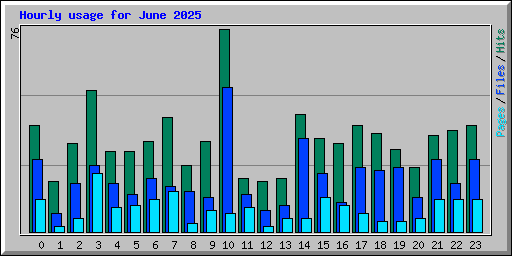 Hourly usage for June 2025
76
Pages / Files / Hits
0 1 2 3 4 5 6 7 8 9 10 11 12 13 14 15 16 17 18 19 20 21 22 23